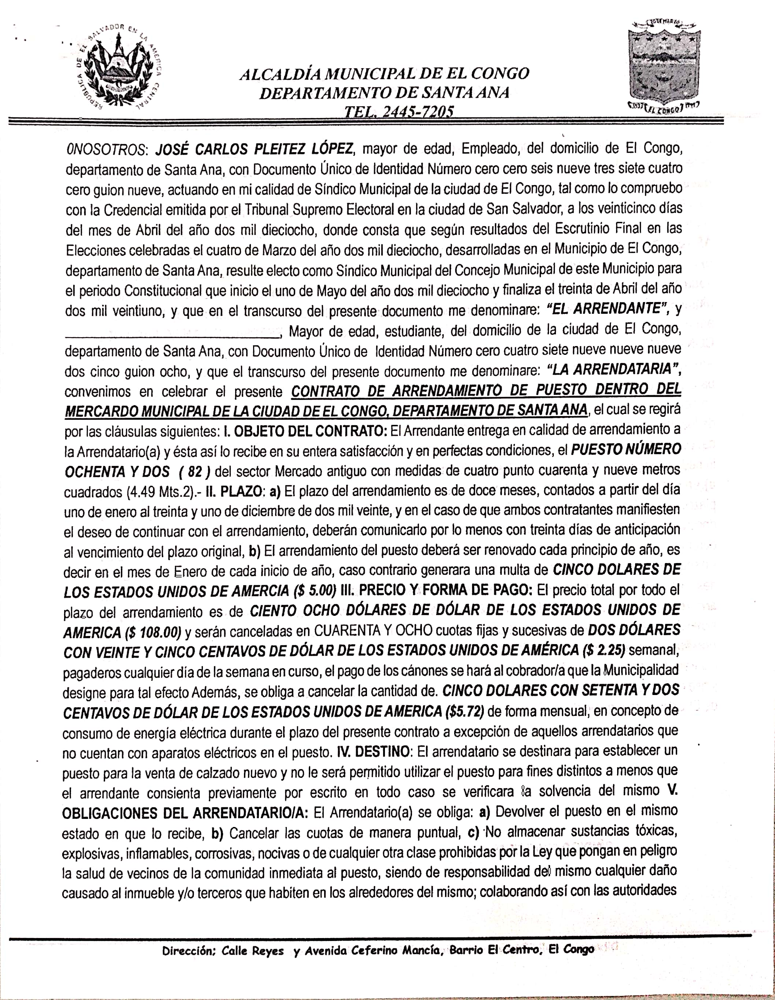 REPÚBLICA DE EL SALVADOR EN LA AMERICA CENTRAL
20 DE MARZO
ALCALDÍA MUNICIPAL DE EL CONGO
DEPARTAMENTO DE SANTA ANA
TEL. 2445-7205
EL CONGO
0NOSOTROS: JOSÉ CARLOS PLEITEZ LÓPEZ, mayor de edad, Empleado, del domicilio de El Congo,
departamento de Santa Ana, con Documento Único de Identidad Número cero cero seis nueve tres siete cuatro
cero guion nueve, actuando en mi calidad de Síndico Municipal de la ciudad de El Congo, tal como lo compruebo
con la Credencial emitida por el Tribunal Supremo Electoral en la ciudad de San Salvador, a los veinticinco días
del mes de Abril del año dos mil dieciocho, donde consta que según resultados del Escrutinio Final en las
Elecciones celebradas el cuatro de Marzo del año dos mil dieciocho, desarrolladas en el Municipio de El Congo,
departamento de Santa Ana, resulte electo como Síndico Municipal del Concejo Municipal de este Municipio para
el periodo Constitucional que inicio el uno de Mayo del año dos mil dieciocho y finaliza el treinta de Abril del año
dos mil veintiuno, y que en el transcurso del presente documento me denominare: “EL ARRENDANTE”, y
______________________________, Mayor de edad, estudiante, del domicilio de la ciudad de El Congo,
departamento de Santa Ana, con Documento Único de Identidad Número cero cuatro siete nueve nueve nueve
dos cinco guion ocho, y que el transcurso del presente documento me denominare: “LA ARRENDATARIA”,
convenimos en celebrar el presente CONTRATO DE ARRENDAMIENTO DE PUESTO DENTRO DEL
MERCARDO MUNICIPAL DE LA CIUDAD DE EL CONGO, DEPARTAMENTO DE SANTA ANA, el cual se regirá
por las cláusulas siguientes: I. OBJETO DEL CONTRATO: El Arrendante entrega en calidad de arrendamiento a
la Arrendatario(a) y ésta así lo recibe en su entera satisfacción y en perfectas condiciones, el PUESTO NÚMERO
OCHENTA Y DOS ( 82 ) del sector Mercado antiguo con medidas de cuatro punto cuarenta y nueve metros
cuadrados (4.49 Mts.2).- II. PLAZO: a) El plazo del arrendamiento es de doce meses, contados a partir del día
uno de enero al treinta y uno de diciembre de dos mil veinte, y en el caso de que ambos contratantes manifiesten
el deseo de continuar con el arrendamiento, deberán comunicarlo por lo menos con treinta días de anticipación
al vencimiento del plazo original, b) El arrendamiento del puesto deberá ser renovado cada principio de año, es
decir en el mes de Enero de cada inicio de año, caso contrario generara una multa de CINCO DOLARES DE
LOS ESTADOS UNIDOS DE AMERCIA ($ 5.00) III. PRECIO Y FORMA DE PAGO: El precio total por todo el
plazo del arrendamiento es de CIENTO OCHO DÓLARES DE DÓLAR DE LOS ESTADOS UNIDOS DE
AMERICA ($ 108.00) y serán canceladas en CUARENTA Y OCHO cuotas fijas y sucesivas de DOS DÓLARES
CON VEINTE Y CINCO CENTAVOS DE DÓLAR DE LOS ESTADOS UNIDOS DE AMÉRICA ($ 2.25) semanal,
pagaderos cualquier día de la semana en curso, el pago de los cánones se hará al cobrador/a que la Municipalidad
designe para tal efecto Además, se obliga a cancelar la cantidad de. CINCO DOLARES CON SETENTA Y DOS
CENTAVOS DE DÓLAR DE LOS ESTADOS UNIDOS DE AMERICA ($5.72) de forma mensual, en concepto de
consumo de energía eléctrica durante el plazo del presente contrato a excepción de aquellos arrendatarios que
no cuentan con aparatos eléctricos en el puesto. IV. DESTINO: El arrendatario se destinara para establecer un
puesto para la venta de calzado nuevo y no le será permitido utilizar el puesto para fines distintos a menos que
el arrendante consienta previamente por escrito en todo caso se verificara la solvencia del mismo V.
OBLIGACIONES DEL ARRENDATARIO/A: El Arrendatario(a) se obliga: a) Devolver el puesto en el mismo
estado en que lo recibe, b) Cancelar las cuotas de manera puntual, c) No almacenar sustancias tóxicas,
explosivas, inflamables, corrosivas, nocivas o de cualquier otra clase prohibidas por la Ley que pongan en peligro
la salud de vecinos de la comunidad inmediata al puesto, siendo de responsabilidad del mismo cualquier daño
causado al inmueble y/o terceros que habiten en los alrededores del mismo; colaborando así con las autoridades
Dirección: Calle Reyes y Avenida Ceferino Mancía, Barrio El Centro, El Congo